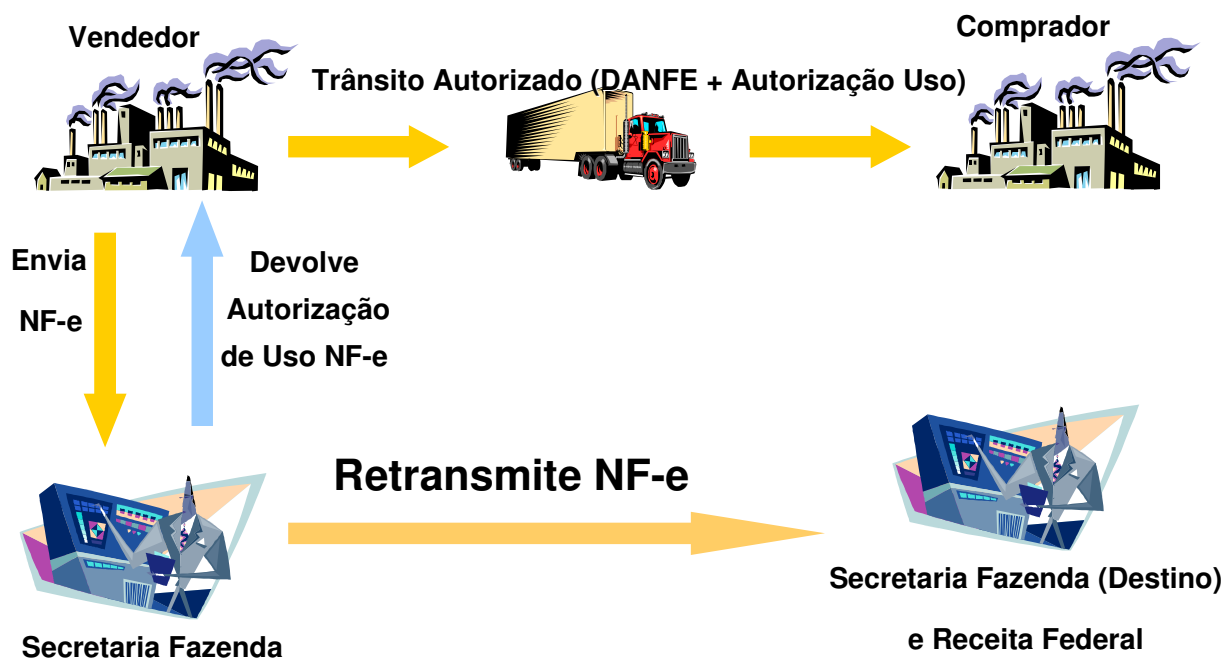 Vendedor
Comprador
Trânsito Autorizado (DANFE + Autorização Uso)
Envia
NF-e
Devolve
Autorização
de Uso NF-e
Retransmite NF-e
Secretaria Fazenda
Secretaria Fazenda (Destino)
e Receita Federal